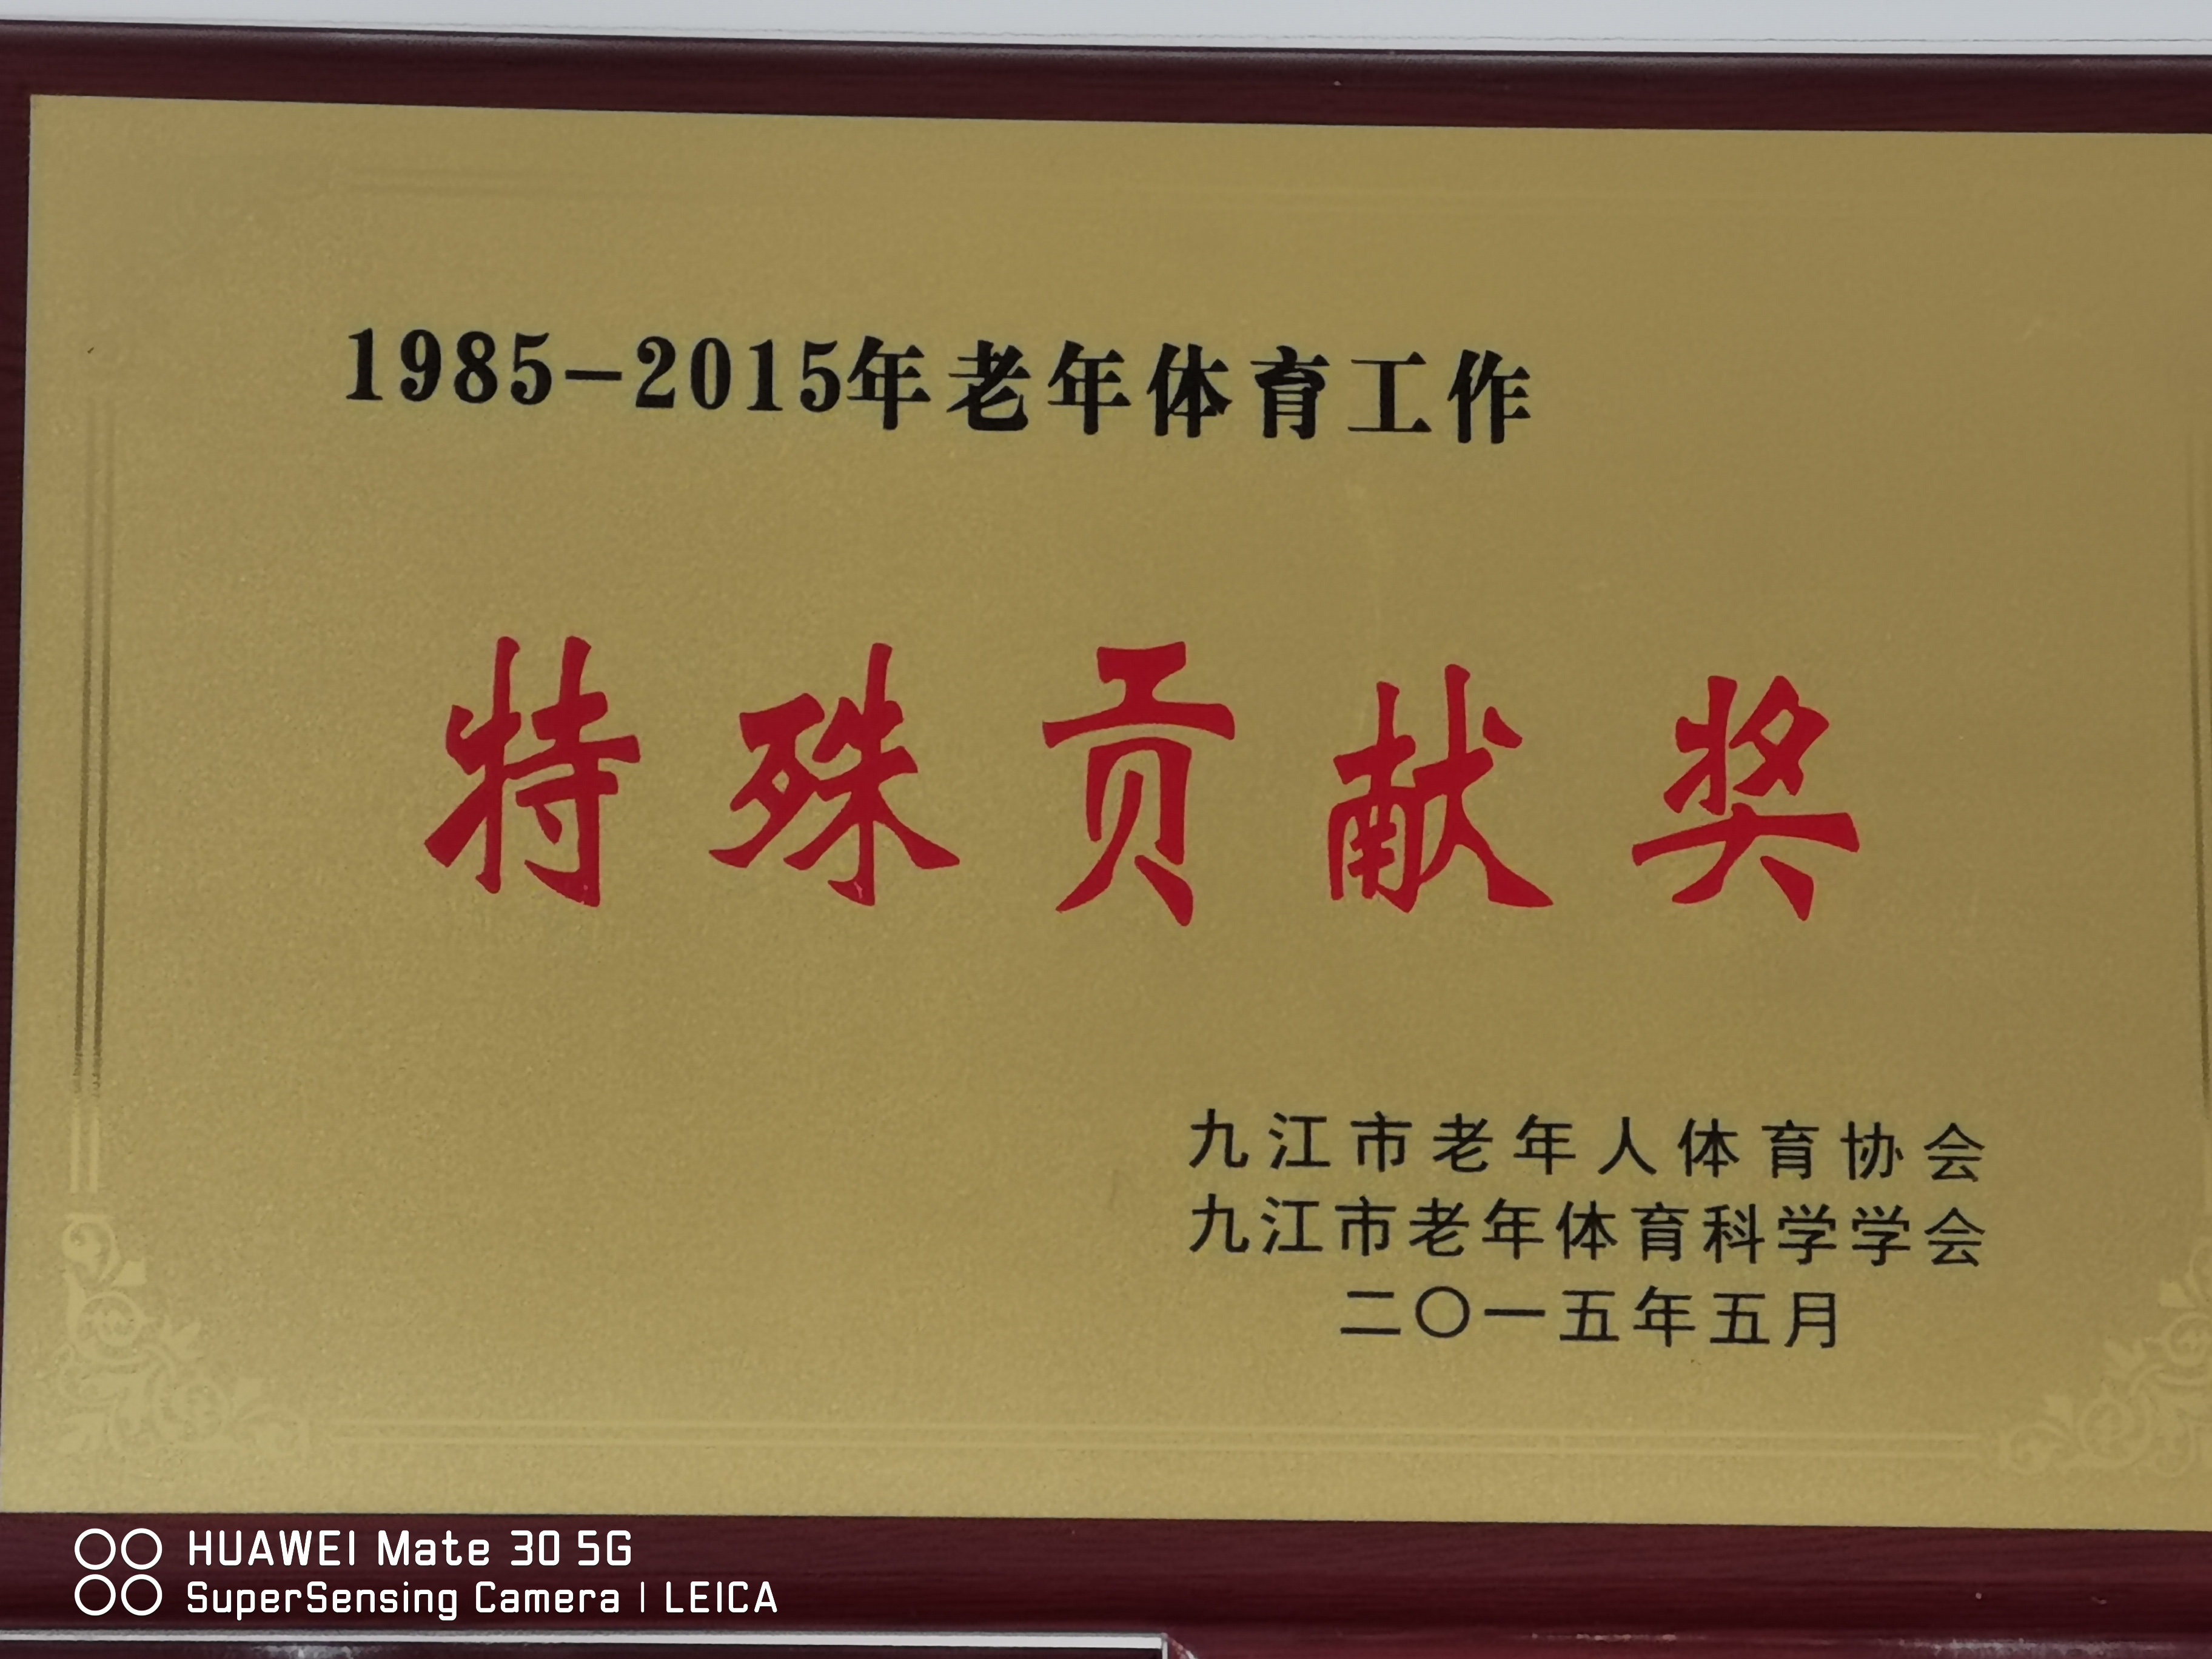 1985-2015年老年体育工作
特殊贡献奖
九江市老年人体育协会
九江市老年体育科学学会
二〇一五年五月
HUAWEI Mate 30 5G
SuperSensing Camera | LEICA